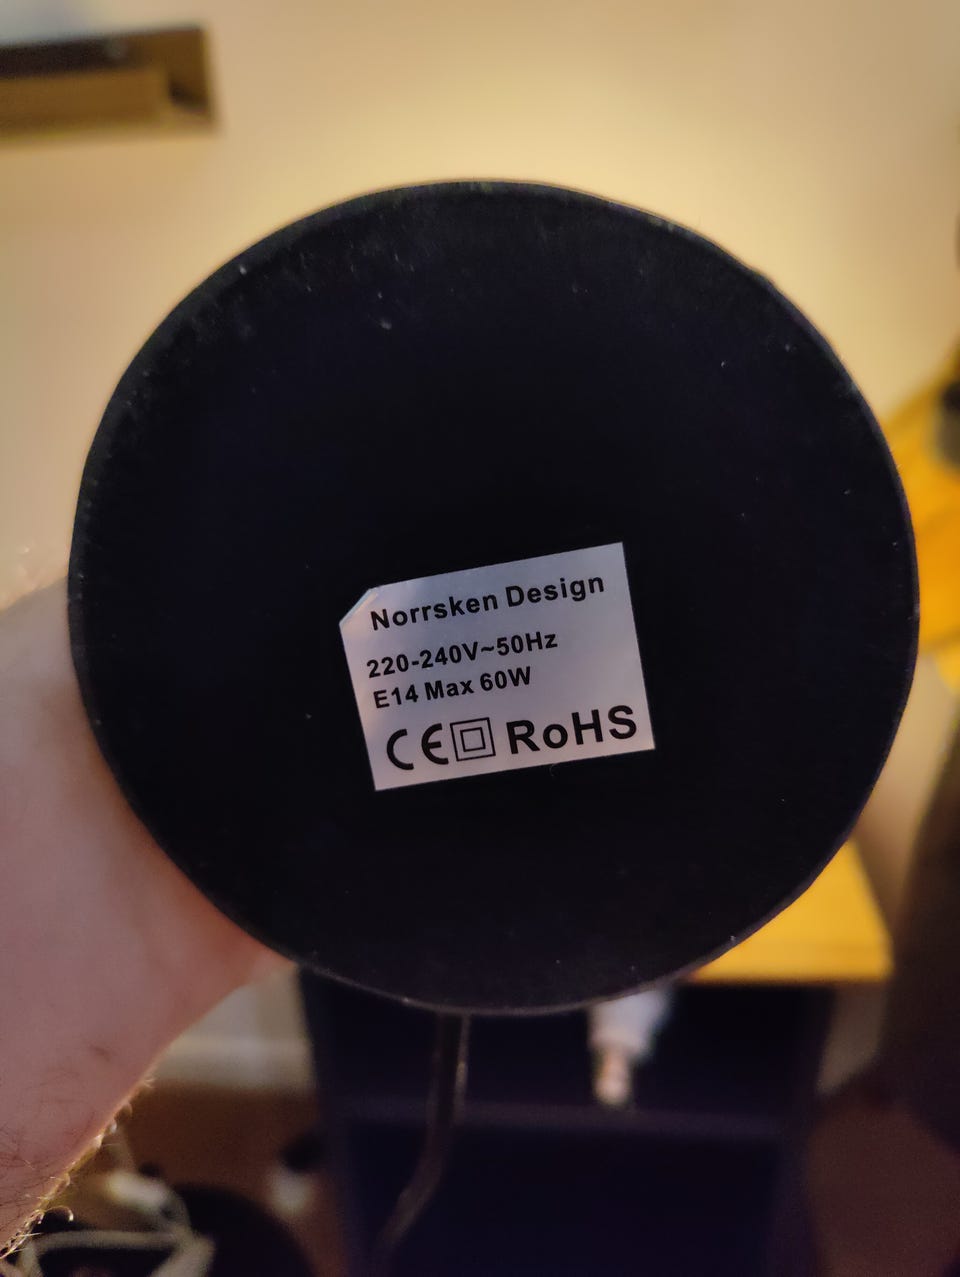 Norrsken Design
220-240V~50Hz
E14 Max 60W
CE RoHS